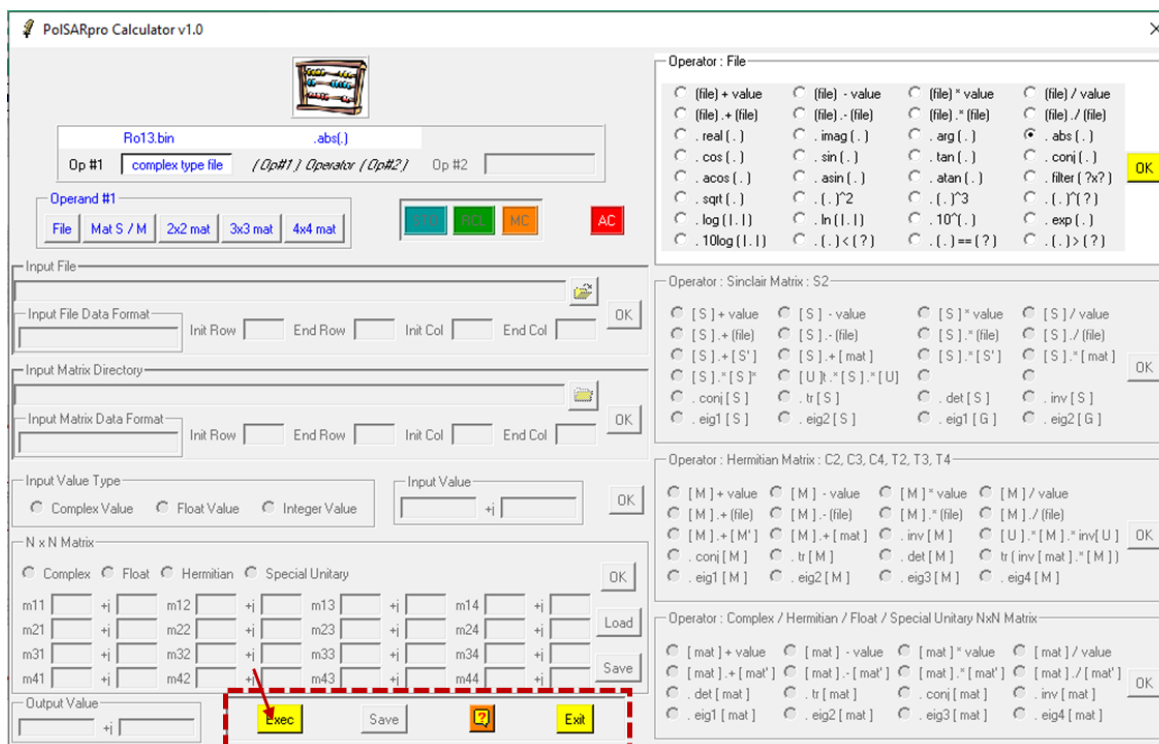 PolSARpro Calculator v1.0
Ro13.bin .abs(.)
Op #1 complex type file ( Op#1 ) Operator ( Op#2 ) Op #2
Operand #1
File Mat S / M 2x2 mat 3x3 mat 4x4 mat
STO RCL MC AC
Input File
Input File Data Format
Init Row End Row Init Col End Col OK
Input Matrix Directory
Input Matrix Data Format
Init Row End Row Init Col End Col OK
Input Value Type
Complex Value Float Value Integer Value
Input Value
+j OK
N x N Matrix
Complex Float Hermitian Special Unitary OK
m11 +j m12 +j m13 +j m14 +j
m21 +j m22 +j m23 +j m24 +j Load
m31 +j m32 +j m33 +j m34 +j
m41 +j m42 +j m43 +j m44 +j Save
Output Value
+j
Exec Save ? Exit
Operator : File
(file) + value (file) - value (file) * value (file) / value
(file) .+ (file) (file) .- (file) (file) .* (file) (file) ./ (file)
. real ( . ) . imag ( . ) . arg ( . ) . abs ( . )
. cos ( . ) . sin ( . ) . tan ( . ) . conj ( . )
. acos ( . ) . asin ( . ) . atan ( . ) . filter ( ?x? ) OK
. sqrt ( . ) . ( . )^2 . ( . )^3 . ( . )^( ? )
. log ( | . | ) . ln ( | . | ) . 10^( . ) . exp ( . )
. 10log ( | . | ) . ( . ) < ( ? ) . ( . ) == ( ? ) . ( . ) > ( ? )
Operator : Sinclair Matrix : S2
[ S ] + value [ S ] - value [ S ] * value [ S ] / value
[ S ] .+ (file) [ S ] .- (file) [ S ] .* (file) [ S ] ./ (file)
[ S ] .+ [ S' ] [ S ] .+ [ mat ] [ S ] .* [ S' ] [ S ] .* [ mat ]
[ S ] .* [ S ]* [ U ]t .* [ S ] .* [ U ] OK
. conj [ S ] . tr [ S ] . det [ S ] . inv [ S ]
. eig1 [ S ] . eig2 [ S ] . eig1 [ G ] . eig2 [ G ]
Operator : Hermitian Matrix : C2, C3, C4, T2, T3, T4
[ M ] + value [ M ] - value [ M ] * value [ M ] / value
[ M ] .+ (file) [ M ] .- (file) [ M ] .* (file) [ M ] ./ (file)
[ M ] .+ [ M' ] [ M ] .+ [ mat ] . inv [ M ] [ U ] .* [ M ] .* inv[ U ] OK
. conj [ M ] . tr [ M ] . det [ M ] tr ( inv [ mat ] .* [ M ] )
. eig1 [ M ] . eig2 [ M ] . eig3 [ M ] . eig4 [ M ]
Operator : Complex / Hermitian / Float / Special Unitary NxN Matrix
[ mat ] + value [ mat ] - value [ mat ] * value [ mat ] / value
[ mat ] .+ [ mat' ] [ mat ] .- [ mat' ] [ mat ] .* [ mat' ] [ mat ] ./ [ mat' ] OK
. det [ mat ] . tr [ mat ] . conj [ mat ] . inv [ mat ]
. eig1 [ mat ] . eig2 [ mat ] . eig3 [ mat ] . eig4 [ mat ]